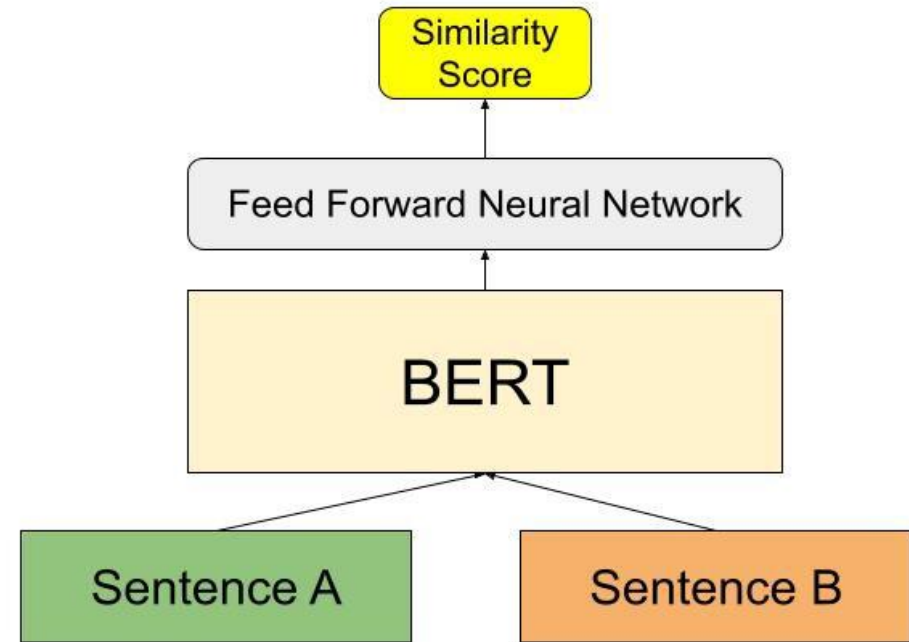 Similarity
Score
Feed Forward Neural Network
BERT
Sentence A
Sentence B